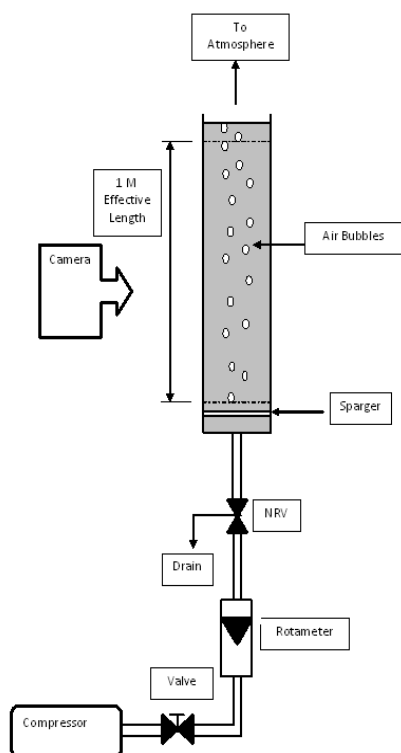 To
Atmosphere
1 M
Effective
Length
Camera
Air Bubbles
Sparger
NRV
Drain
Rotameter
Valve
Compressor